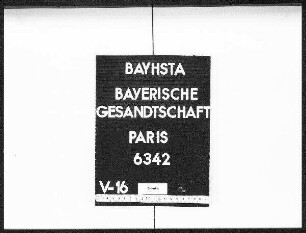 BAYHSTA
BAYERISCHE
GESANDTSCHAFT
PARIS
6342
V-16